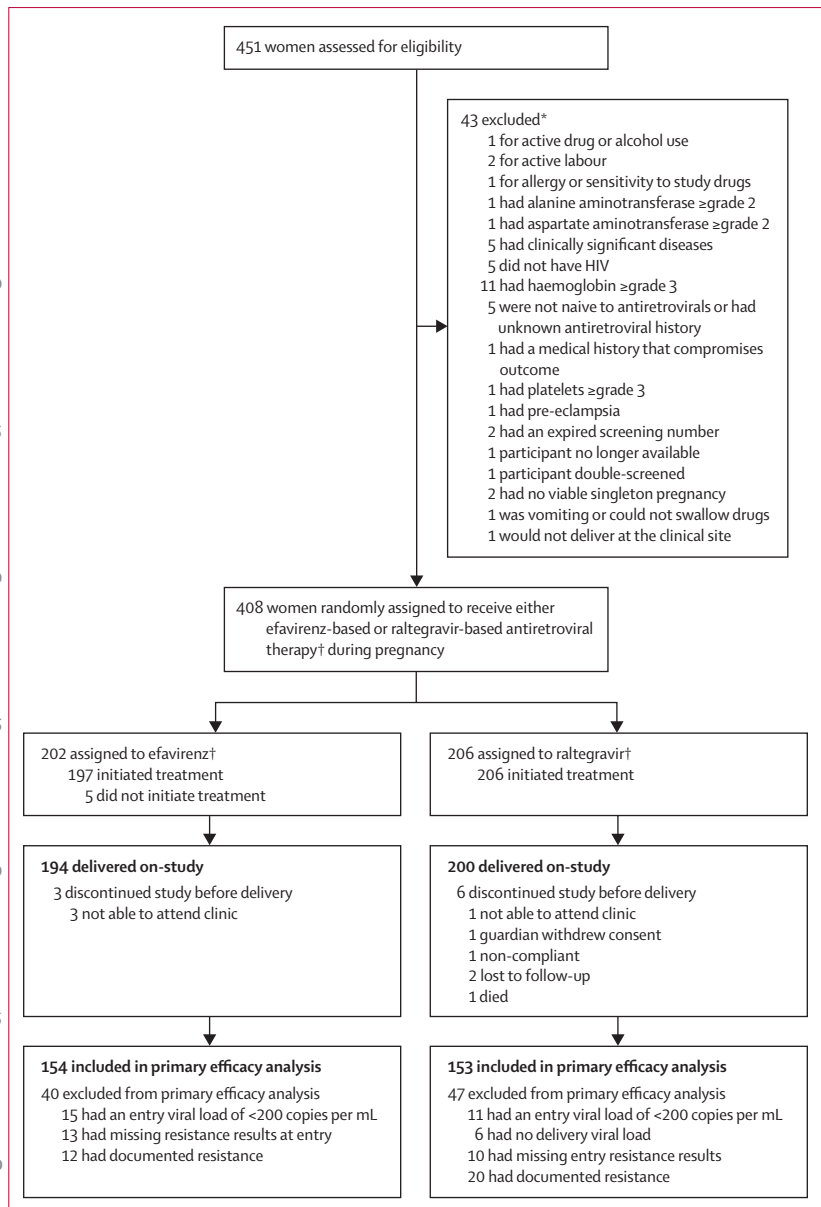 451 women assessed for eligibility
43 excluded*
1 for active drug or alcohol use
2 for active labour
1 for allergy or sensitivity to study drugs
1 had alanine aminotransferase ≥grade 2
1 had aspartate aminotransferase ≥grade 2
5 had clinically significant diseases
5 did not have HIV
11 had haemoglobin ≥grade 3
5 were not naive to antiretrovirals or had
unknown antiretroviral history
1 had a medical history that compromises
outcome
1 had platelets ≥grade 3
1 had pre-eclampsia
2 had an expired screening number
1 participant no longer available
1 participant double-screened
2 had no viable singleton pregnancy
1 was vomiting or could not swallow drugs
1 would not deliver at the clinical site
408 women randomly assigned to receive either
efavirenz-based or raltegravir-based antiretroviral
therapy† during pregnancy
202 assigned to efavirenz†
197 initiated treatment
5 did not initiate treatment
206 assigned to raltegravir†
206 initiated treatment
194 delivered on-study
3 discontinued study before delivery
3 not able to attend clinic
200 delivered on-study
6 discontinued study before delivery
1 not able to attend clinic
1 guardian withdrew consent
1 non-compliant
2 lost to follow-up
1 died
154 included in primary efficacy analysis
40 excluded from primary efficacy analysis
15 had an entry viral load of <200 copies per mL
13 had missing resistance results at entry
12 had documented resistance
153 included in primary efficacy analysis
47 excluded from primary efficacy analysis
11 had an entry viral load of <200 copies per mL
6 had no delivery viral load
10 had missing entry resistance results
20 had documented resistance